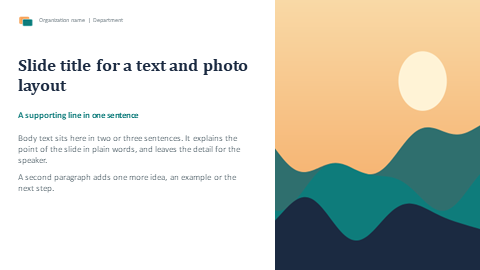 Organization name | Department
Slide title for a text and photo
layout
A supporting line in one sentence
Body text sits here in two or three sentences. It explains the
point of the slide in plain words, and leaves the detail for the
speaker.
A second paragraph adds one more idea, an example or the
next step.